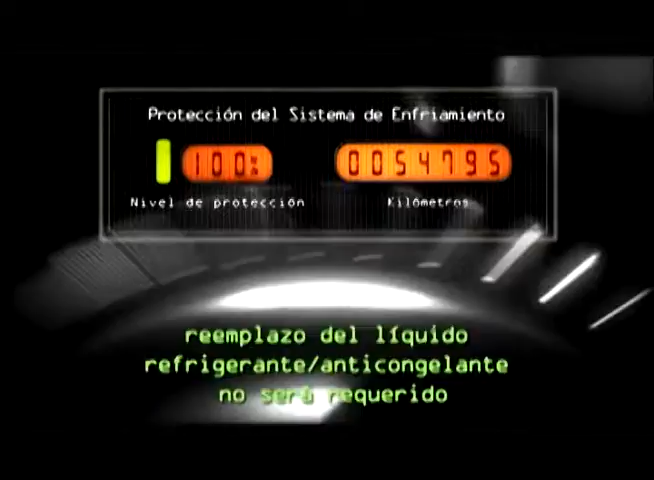 Protección del Sistema de Enfriamiento
100% 0054795
Nivel de protección Kilómetros
reemplazo del líquido
refrigerante/anticongelante
no será requerido